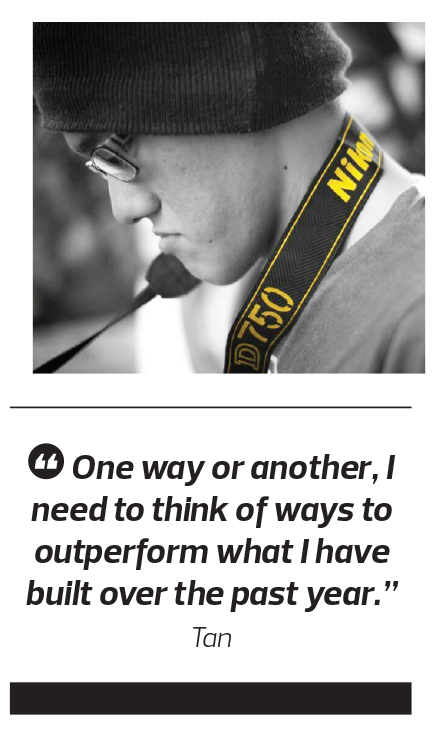 Nikon
D750
“ One way or another, I
need to think of ways to
outperform what I have
built over the past year.”
Tan